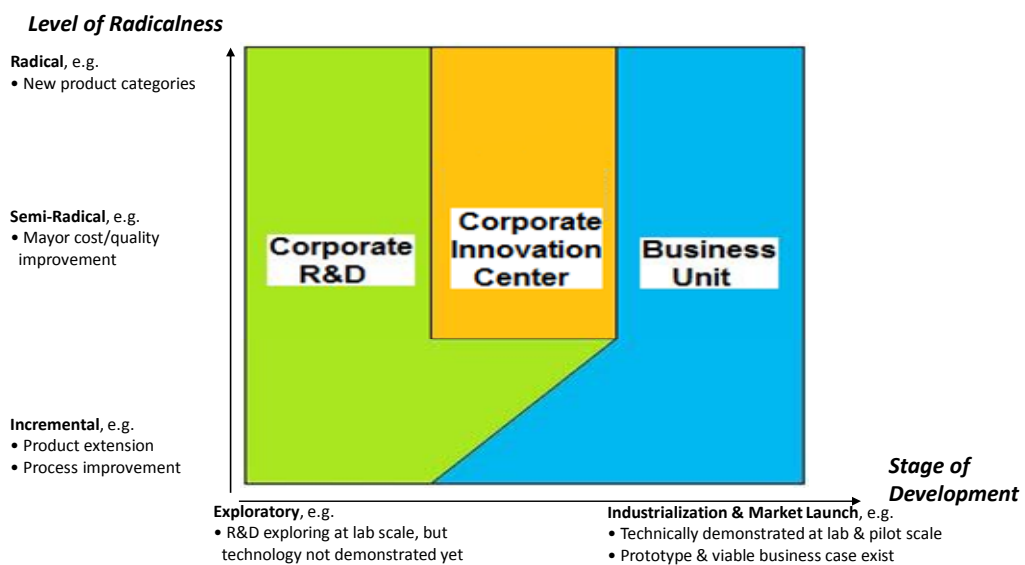 Level of Radicalness
Radical, e.g.
• New product categories
Semi-Radical, e.g.
• Mayor cost/quality
improvement
Incremental, e.g.
• Product extension
• Process improvement
Corporate
R&D
Corporate
Innovation
Center
Business
Unit
Stage of
Development
Exploratory, e.g.
• R&D exploring at lab scale, but
technology not demonstrated yet
Industrialization & Market Launch, e.g.
• Technically demonstrated at lab & pilot scale
• Prototype & viable business case exist